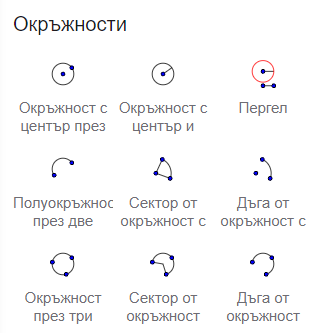 Окръжности
Окръжност с
център през
Окръжност с
център и
Пергел
Полуокръжнос
през две
Сектор от
окръжност с
Дъга от
окръжност с
Окръжност
през три
Сектор от
окръжност
Дъга от
окръжност